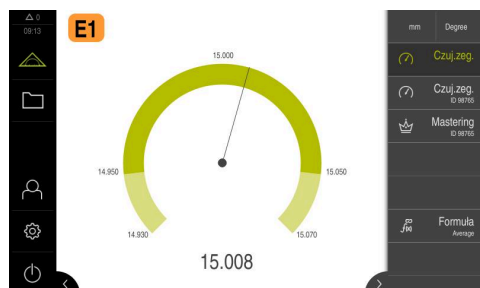 △ 0
09:13
E1
mm Degree
Czuj.zeg.
Czuj.zeg.
ID 98765
Mastering
ID 98765
Formuła
Average
f(x)
15.000
14.950
15.050
14.930
15.070
15.008